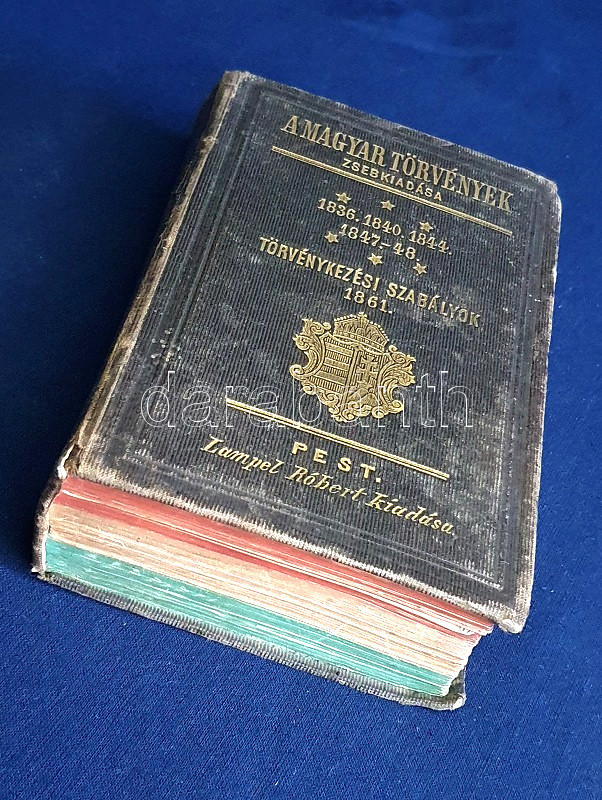 A MAGYAR TÖRVÉNYEK
ZSEBKIADÁSA
1836. 1840. 1844.
1847.-48.
TÖRVÉNYKEZÉSI SZABÁLYOK
1861.
darabanth
PEST.
Lampel Róbert kiadása.